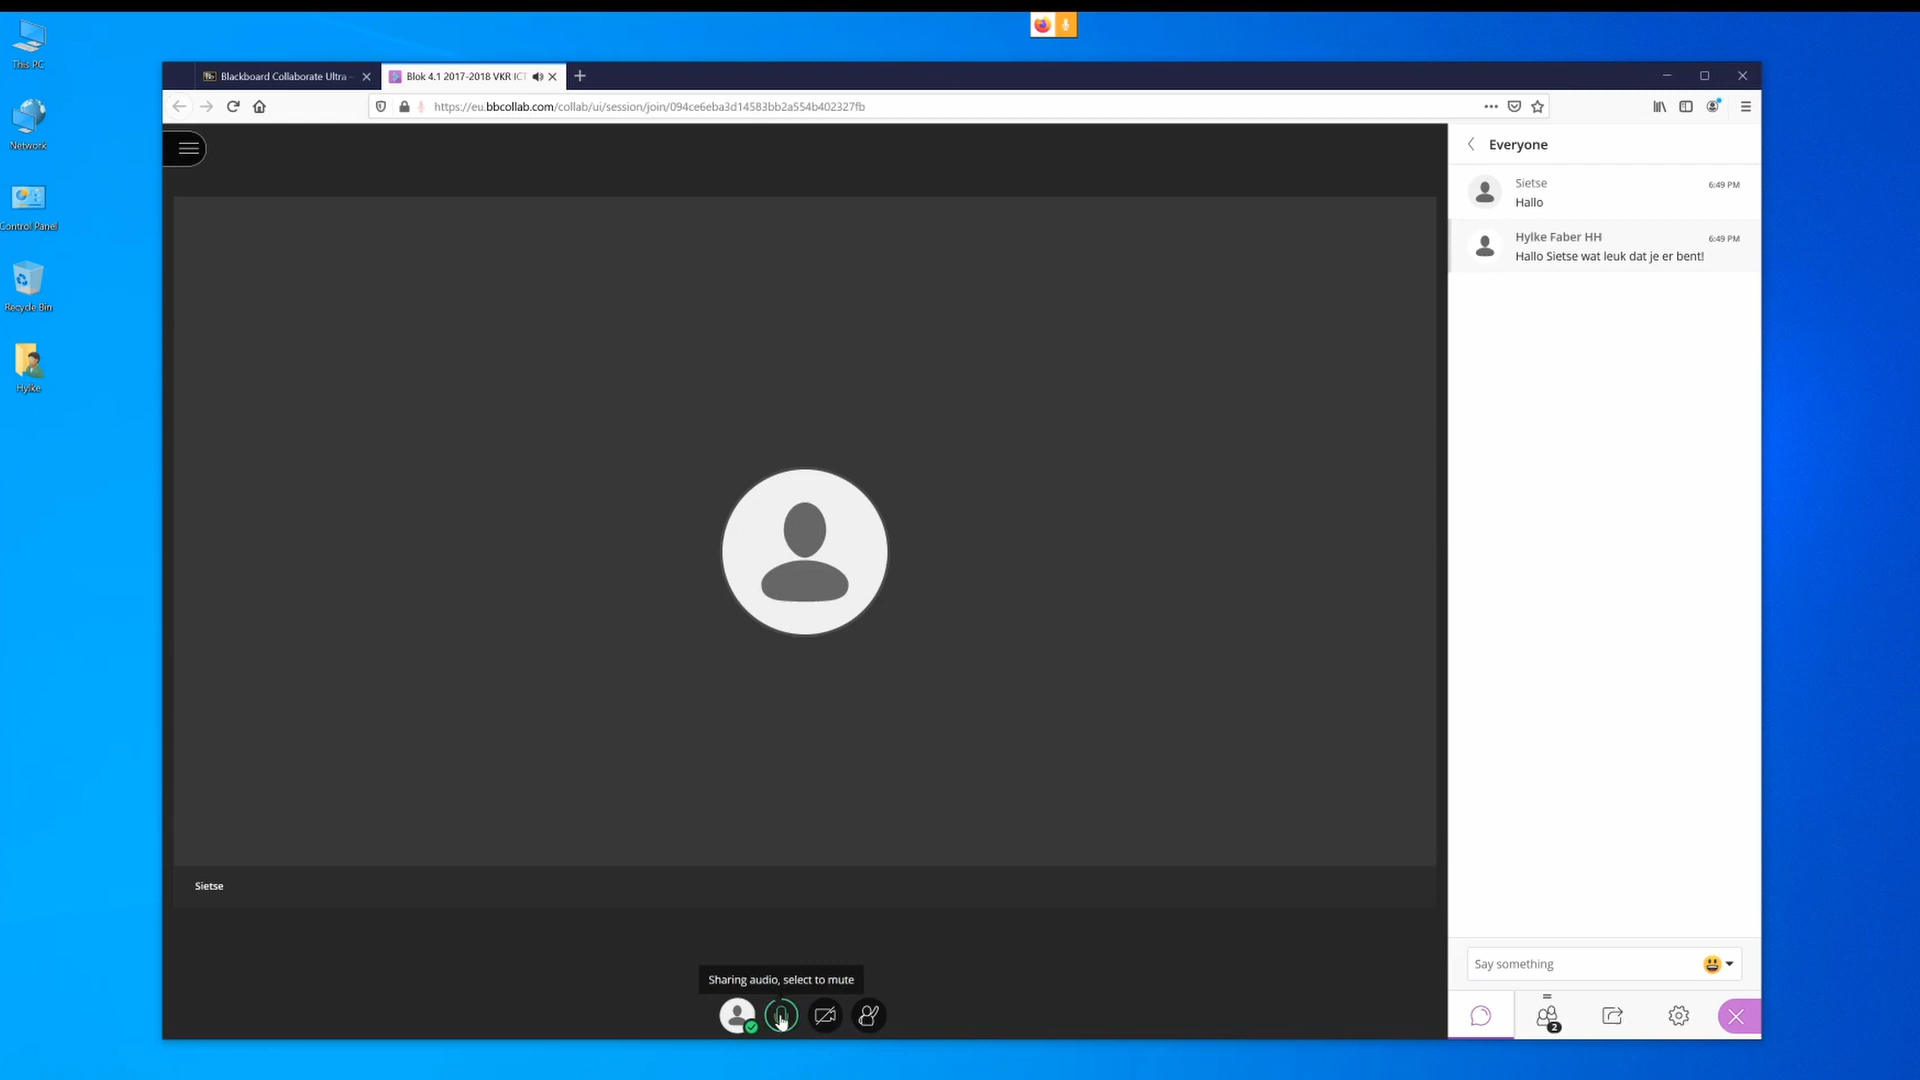 This PC
Network
Control Panel
Recycle Bin
Hylke
Blackboard Collaborate Ultra -
Blok 4.1 2017-2018 VKR ICT
https://eu.bbcollab.com/collab/ui/session/join/094ce6eba3d14583bb2a554b402327fb
Everyone
Sietse
6:49 PM
Hallo
Hylke Faber HH
6:49 PM
Hallo Sietse wat leuk dat je er bent!
Sietse
Sharing audio, select to mute
Say something
2